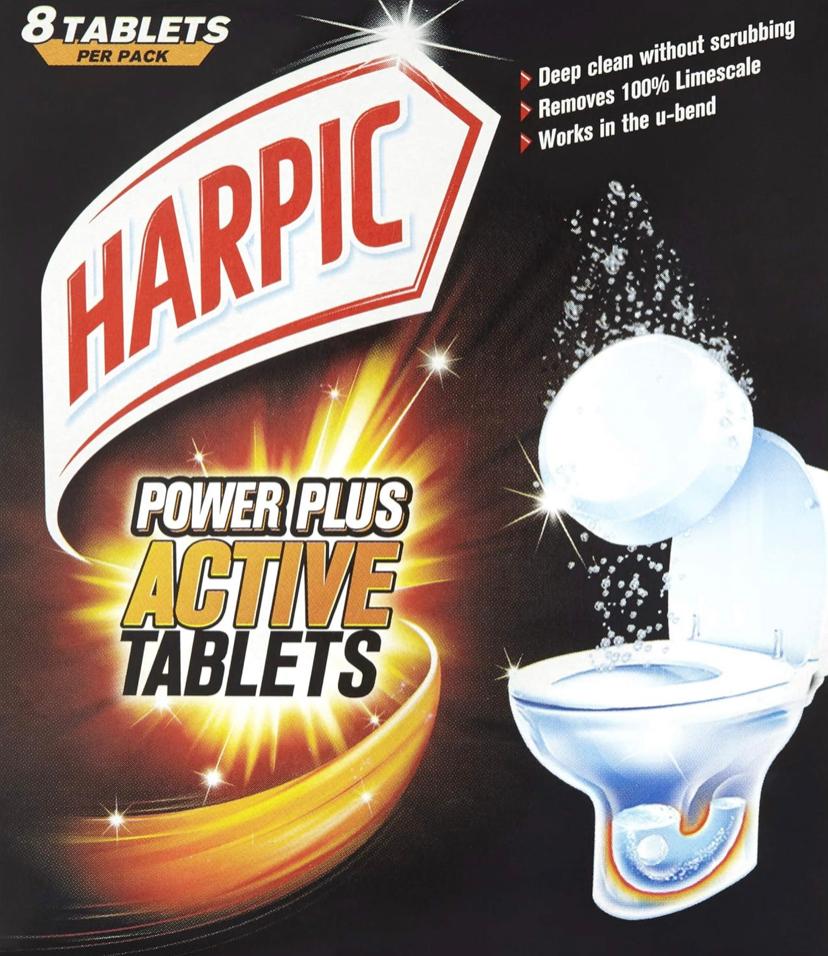 8 TABLETS
PER PACK
Deep clean without scrubbing
Removes 100% Limescale
Works in the u-bend
HARPIC
POWER PLUS
ACTIVE
TABLETS